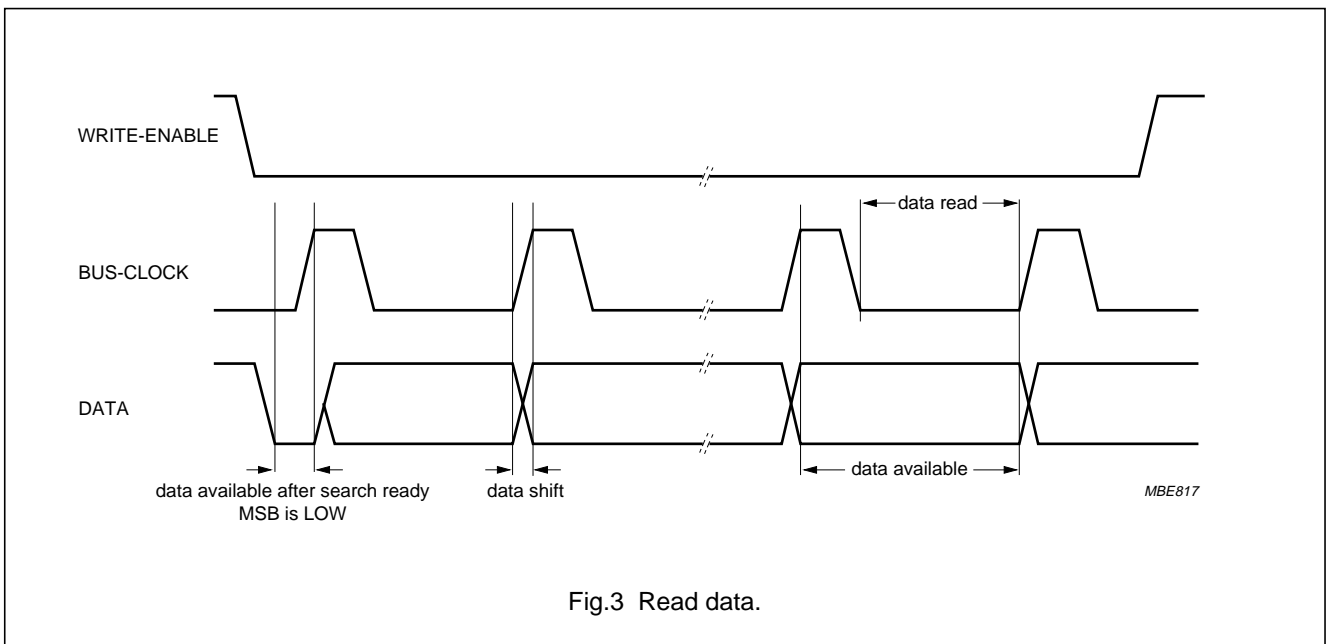 WRITE-ENABLE
data read
BUS-CLOCK
DATA
data available after search ready
MSB is LOW
data shift
data available
MBE817
Fig.3 Read data.